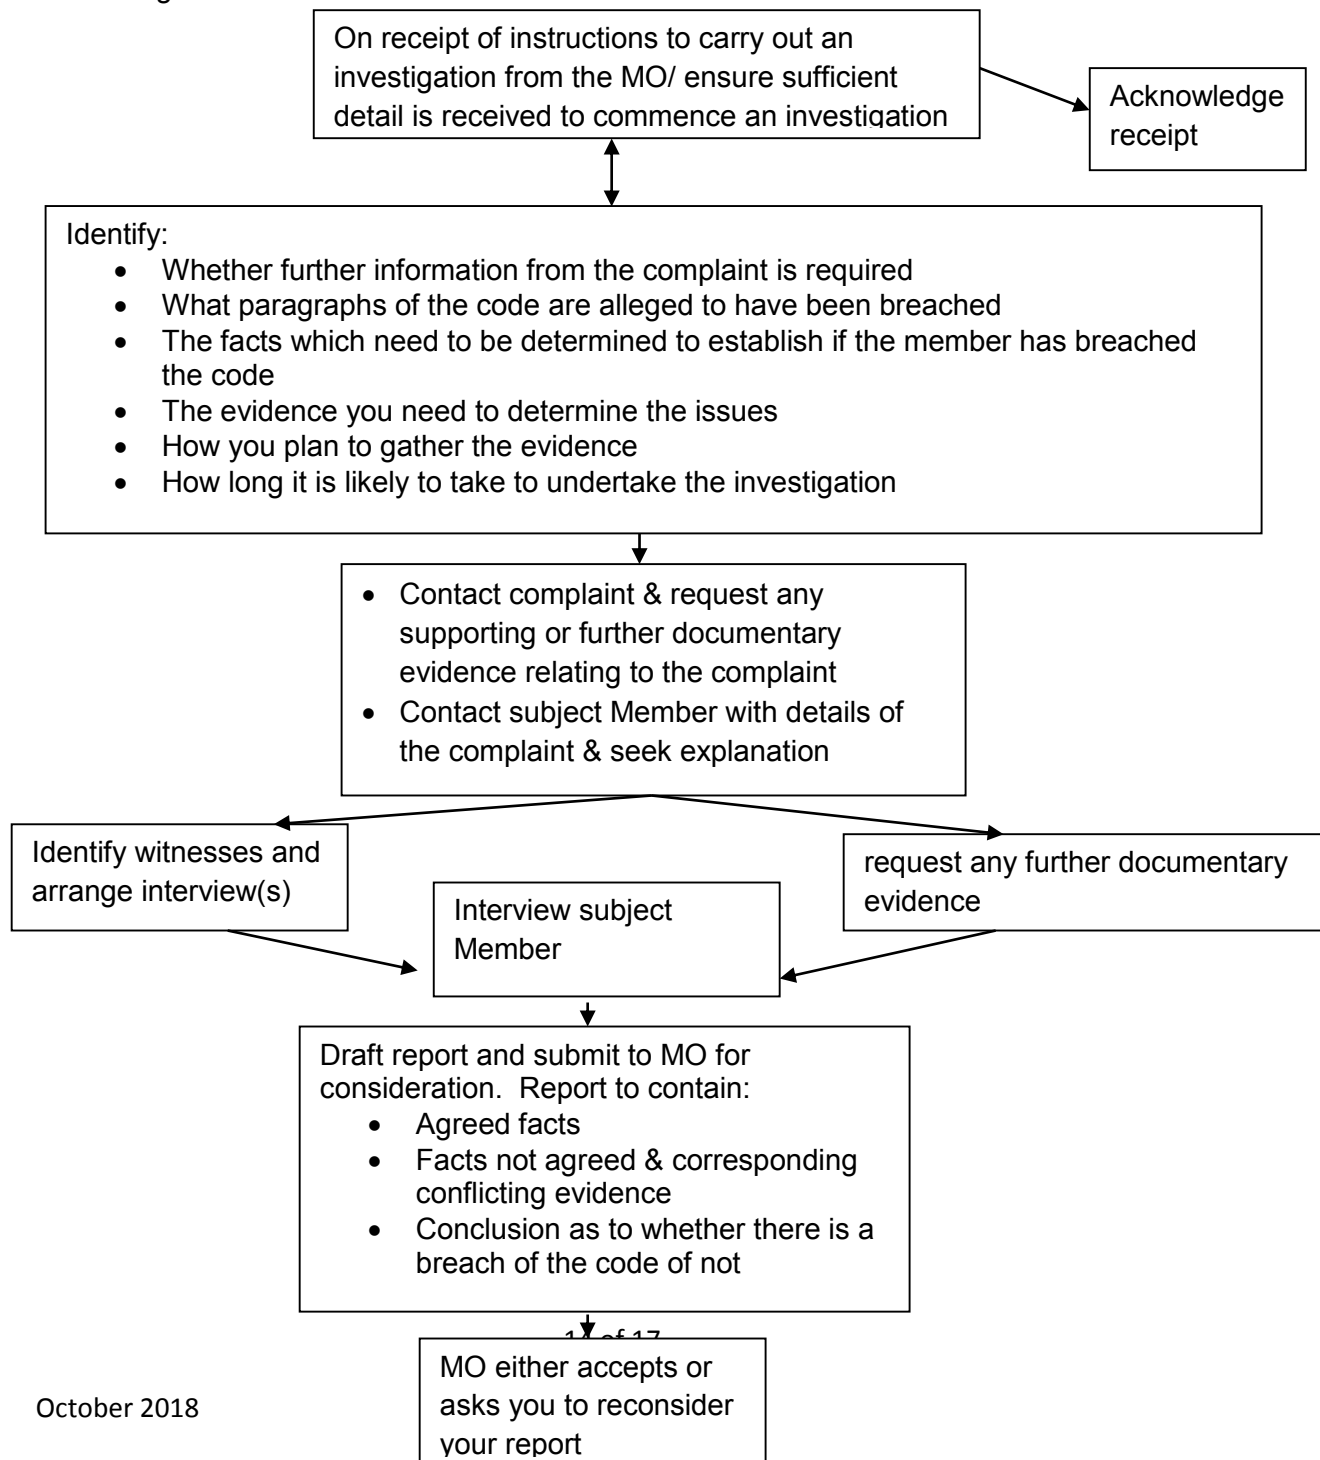 On receipt of instructions to carry out an
investigation from the MO/ ensure sufficient
detail is received to commence an investigation
Acknowledge
receipt
Identify:
• Whether further information from the complaint is required
• What paragraphs of the code are alleged to have been breached
• The facts which need to be determined to establish if the member has breached
the code
• The evidence you need to determine the issues
• How you plan to gather the evidence
• How long it is likely to take to undertake the investigation
• Contact complaint & request any
supporting or further documentary
evidence relating to the complaint
• Contact subject Member with details of
the complaint & seek explanation
Identify witnesses and
arrange interview(s)
request any further documentary
evidence
Interview subject
Member
Draft report and submit to MO for
consideration.  Report to contain:
• Agreed facts
• Facts not agreed & corresponding
conflicting evidence
• Conclusion as to whether there is a
breach of the code of not
14 of 17
MO either accepts or
asks you to reconsider
your report
October 2018